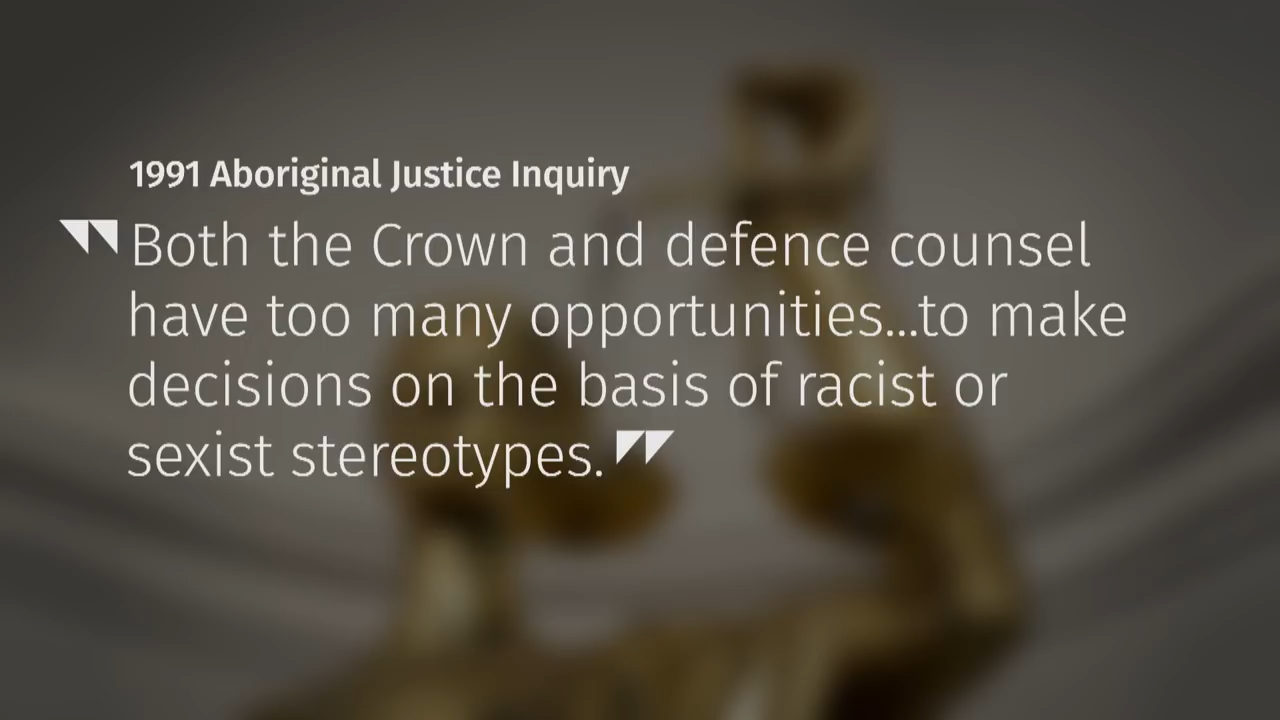 1991 Aboriginal Justice Inquiry
"Both the Crown and defence counsel
have too many opportunities...to make
decisions on the basis of racist or
sexist stereotypes."